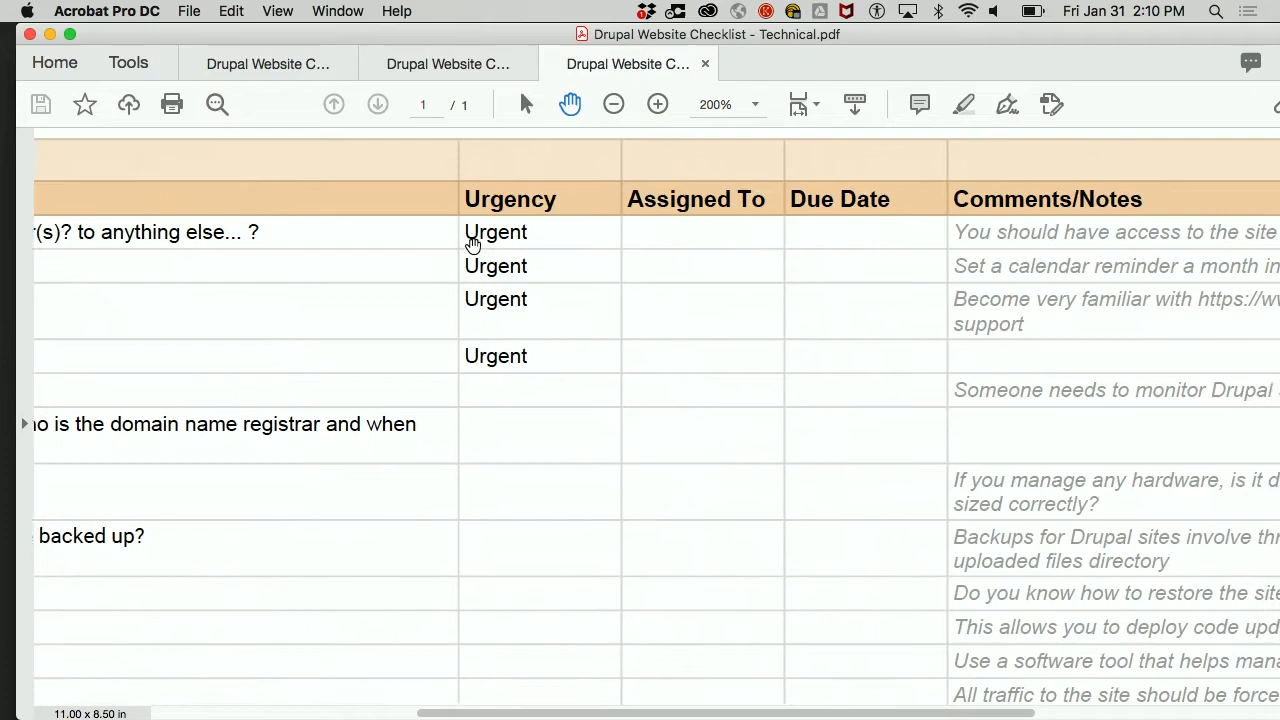 Acrobat Pro DC File Edit View Window Help Fri Jan 31 2:10 PM
Drupal Website Checklist - Technical.pdf
Home Tools Drupal Website C... Drupal Website C... Drupal Website C... ×
1 / 1 200%
Urgency Assigned To Due Date Comments/Notes
r(s)? to anything else... ? Urgent You should have access to the site
Urgent Set a calendar reminder a month in
Urgent Become very familiar with https://w
support
Urgent
Someone needs to monitor Drupal
o is the domain name registrar and when
If you manage any hardware, is it d
sized correctly?
backed up? Backups for Drupal sites involve thr
uploaded files directory
Do you know how to restore the site
This allows you to deploy code upd
Use a software tool that helps mana
All traffic to the site should be force
11.00 x 8.50 in